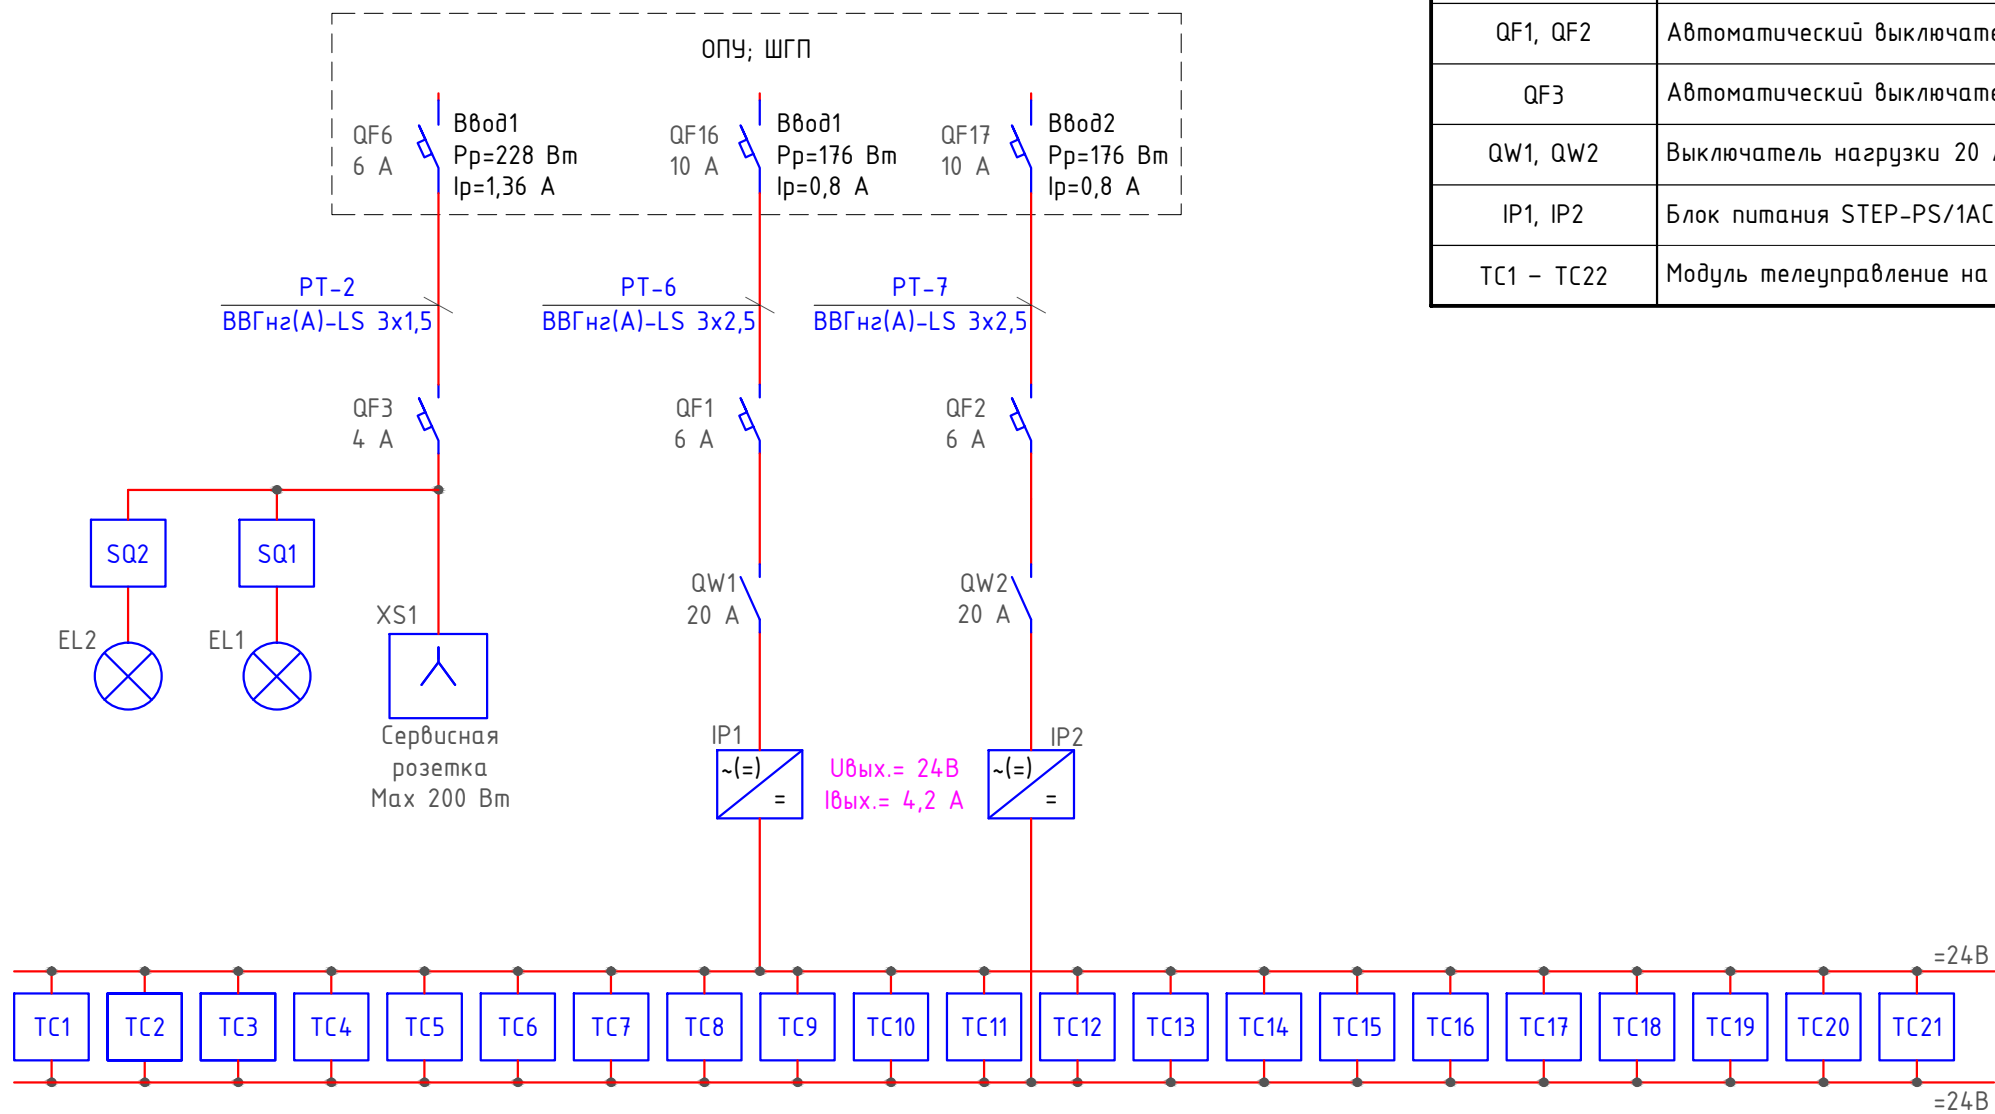 ОПУ; ШГП
QF6
6 А
Ввод1
Рр=228 Вт
Iр=1,36 А
QF16
10 А
Ввод1
Рр=176 Вт
Iр=0,8 А
QF17
10 А
Ввод2
Рр=176 Вт
Iр=0,8 А
QF1, QF2
Автоматический
QF3
Автоматический
QW1, QW2
Выключатель нагрузки 20
IP1, IP2
Блок питания STEP-PS/1AC
TC1 - TC22
Модуль телеуправление на
РТ-2
ВВГнг(А)-LS 3х1,5
РТ-6
ВВГнг(А)-LS 3х2,5
РТ-7
ВВГнг(А)-LS 3х2,5
QF3
4 А
QF1
6 А
QF2
6 А
SQ2
SQ1
QW1
20 А
QW2
20 А
XS1
EL2
EL1
Сервисная
розетка
Max 200 Вт
IP1
~(=)
=
Uвых.= 24В
Iвых.= 4,2 А
IP2
~(=)
=
=24В
TC1 TC2 TC3 TC4 TC5 TC6 TC7 TC8 TC9 TC10 TC11 TC12 TC13 TC14 TC15 TC16 TC17 TC18 TC19 TC20 TC21
=24В